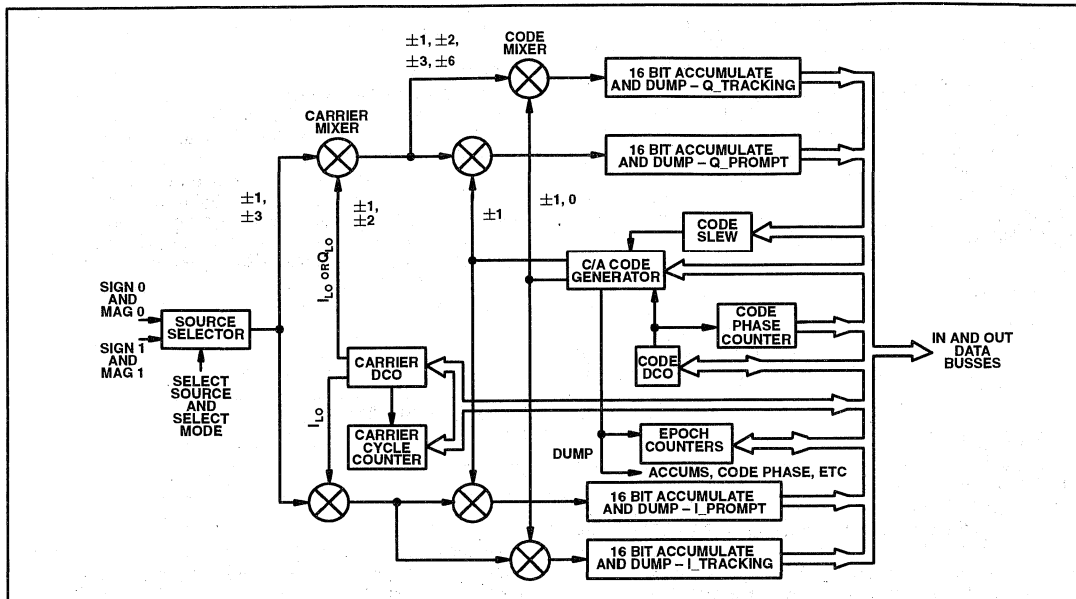 ±1, ±2,
±3, ±6
CODE
MIXER
16 BIT ACCUMULATE
AND DUMP – Q_TRACKING
CARRIER
MIXER
16 BIT ACCUMULATE
AND DUMP – Q_PROMPT
±1,
±3
±1,
±2
±1
±1, 0
CODE
SLEW
I LO OR Q LO
C/A CODE
GENERATOR
SIGN 0
AND
MAG 0
SOURCE
SELECTOR
SIGN 1
AND
MAG 1
SELECT
SOURCE
AND
SELECT
MODE
CODE
PHASE
COUNTER
IN AND OUT
DATA
BUSSES
CARRIER
DCO
CODE
DCO
I LO
CARRIER
CYCLE
COUNTER
EPOCH
COUNTERS
DUMP
ACCUMS, CODE PHASE, ETC
16 BIT ACCUMULATE
AND DUMP – I_PROMPT
16 BIT ACCUMULATE
AND DUMP – I_TRACKING